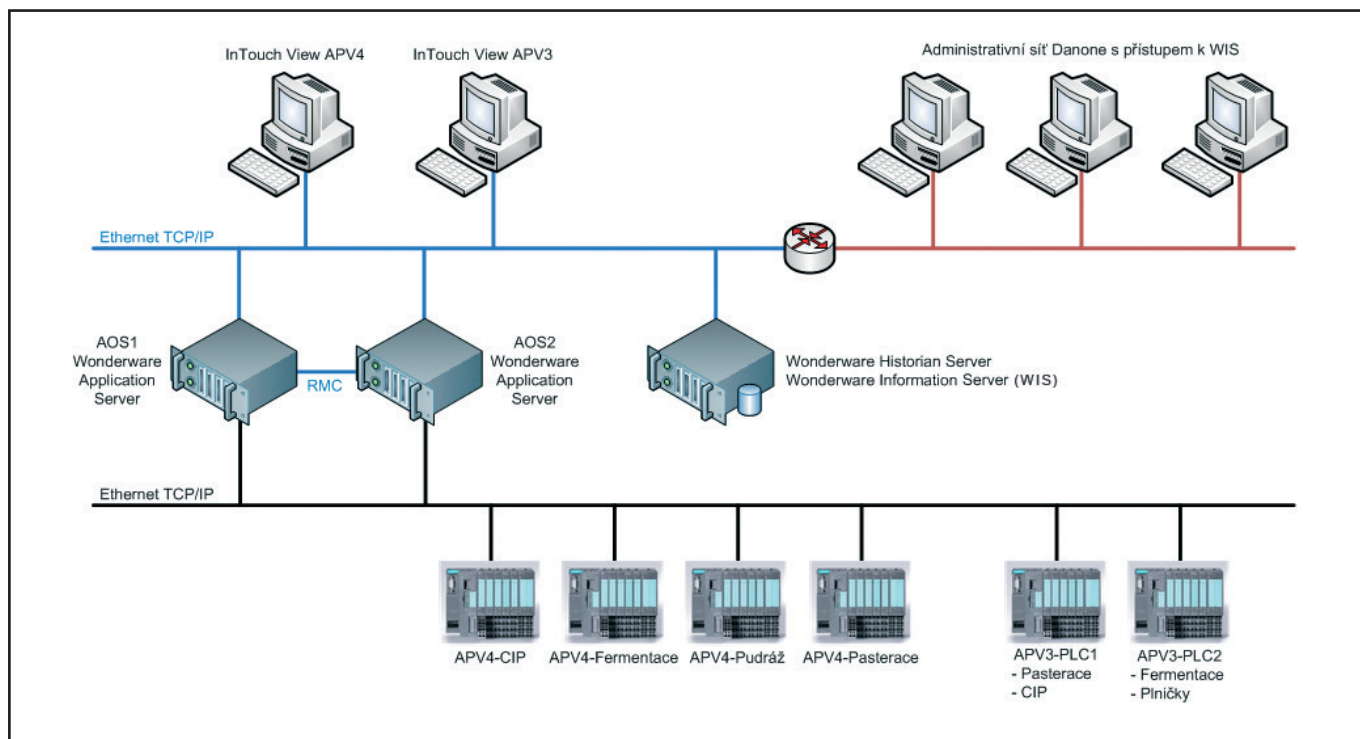 InTouch View APV4
InTouch View APV3
Administrativní síť Danone s přístupem k WIS
Ethernet TCP/IP
AOS1
Wonderware
Application
Server
RMC
AOS2
Wonderware
Application
Server
Wonderware Historian Server
Wonderware Information Server (WIS)
Ethernet TCP/IP
APV4-CIP
APV4-Fermentace
APV4-Pudráž
APV4-Pasterace
APV3-PLC1
- Pasterace
- CIP
APV3-PLC2
- Fermentace
- Plničky